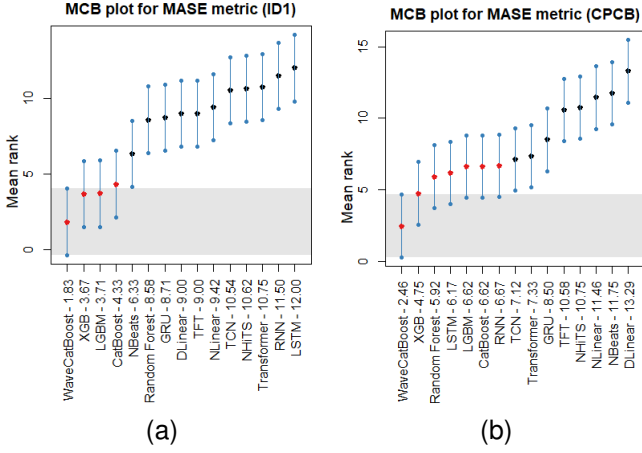 MCB plot for MASE metric (ID1)
Mean rank
0
5
10
WaveCatBoost - 1.83
XGB - 3.67
LGBM - 3.71
CatBoost - 4.33
NBeats - 6.33
Random Forest - 8.58
GRU - 8.71
DLinear - 9.00
TFT - 9.00
NLinear - 9.42
TCN - 10.54
NHiTS - 10.62
Transformer - 10.75
RNN - 11.50
LSTM - 12.00
(a)
MCB plot for MASE metric (CPCB)
Mean rank
0
5
10
15
WaveCatBoost - 2.46
XGB - 4.75
Random Forest - 5.92
LSTM - 6.17
LGBM - 6.62
CatBoost - 6.62
RNN - 6.67
TCN - 7.12
Transformer - 7.33
GRU - 8.50
TFT - 10.58
NHiTS - 10.75
NLinear - 11.46
NBeats - 11.75
DLinear - 13.29
(b)